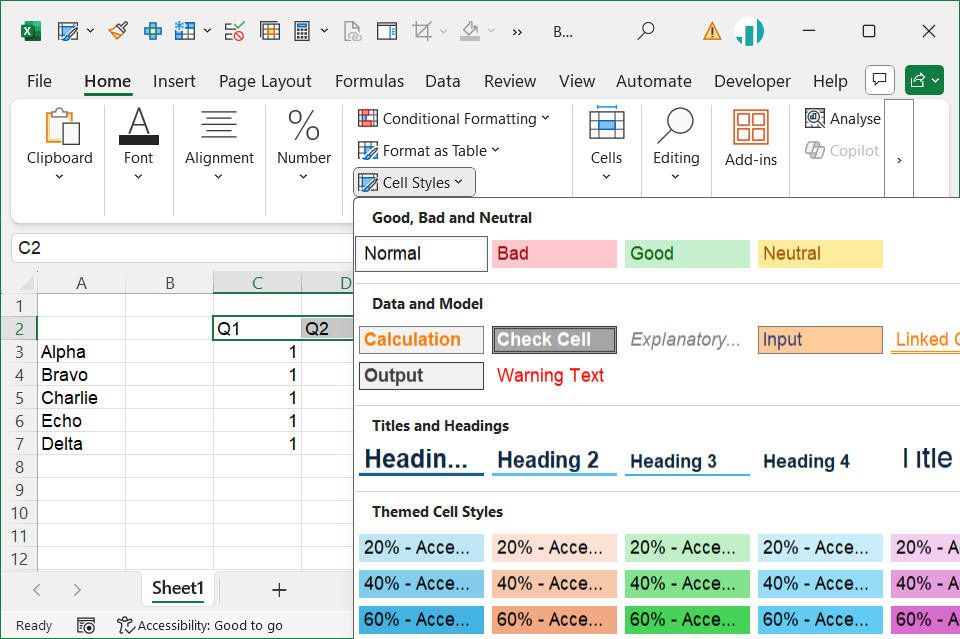 B...
File Home Insert Page Layout Formulas Data Review View Automate Developer Help
Clipboard
Font
Alignment
%
Number
Conditional Formatting
Format as Table
Cell Styles
Cells
Editing
Add-ins
Analyse
Copilot
C2
Good, Bad and Neutral
Normal Bad Good Neutral
Data and Model
Calculation Check Cell Explanatory... Input Linked C
Output Warning Text
Titles and Headings
Headin... Heading 2 Heading 3 Heading 4 Title
Themed Cell Styles
20% - Acce... 20% - Acce... 20% - Acce... 20% - Acce... 20% - A
40% - Acce... 40% - Acce... 40% - Acce... 40% - Acce... 40% - A
60% - Acce... 60% - Acce... 60% - Acce... 60% - Acce... 60% - A
A B C D
1
2 Q1 Q2
3 Alpha 1
4 Bravo 1
5 Charlie 1
6 Echo 1
7 Delta 1
8
9
10
11
12
Sheet1
Ready Accessibility: Good to go